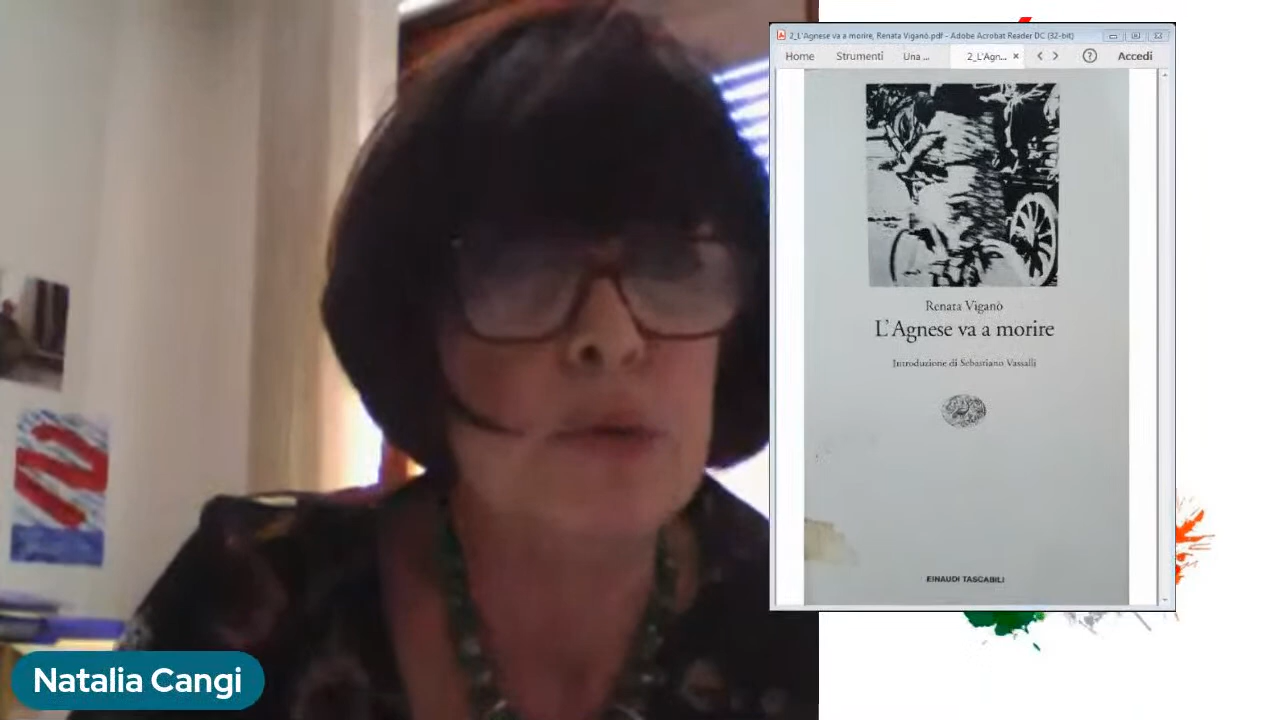 2_L'Agnese va a morire, Renata Viganò.pdf - Adobe Acrobat Reader DC (32-bit)
Home Strumenti Una ... 2_L'Agn... × ? Accedi
Renata Viganò
L'Agnese va a morire
Introduzione di Sebastiano Vassalli
EINAUDI TASCABILI
Natalia Cangi